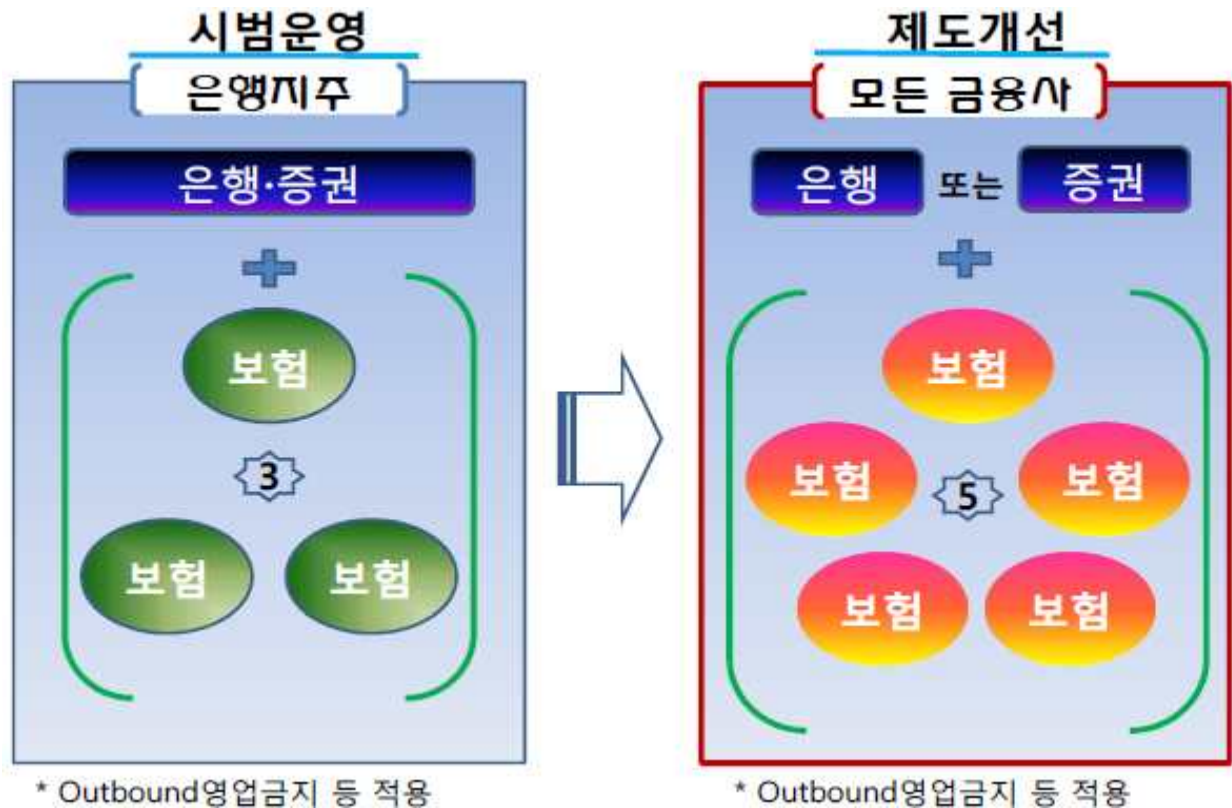 시범운영
은행지주
은행·증권
보험
3
보험 보험
* Outbound영업금지 등 적용
제도개선
모든 금융사
은행 또는 증권
보험
보험 5 보험
보험 보험
* Outbound영업금지 등 적용